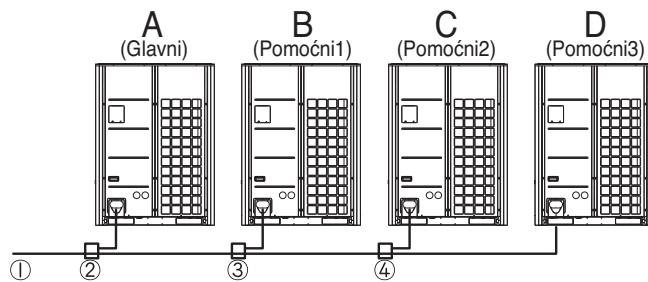 A B C D
(Glavni) (Pomoćni1) (Pomoćni2) (Pomoćni3)
① ② ③ ④